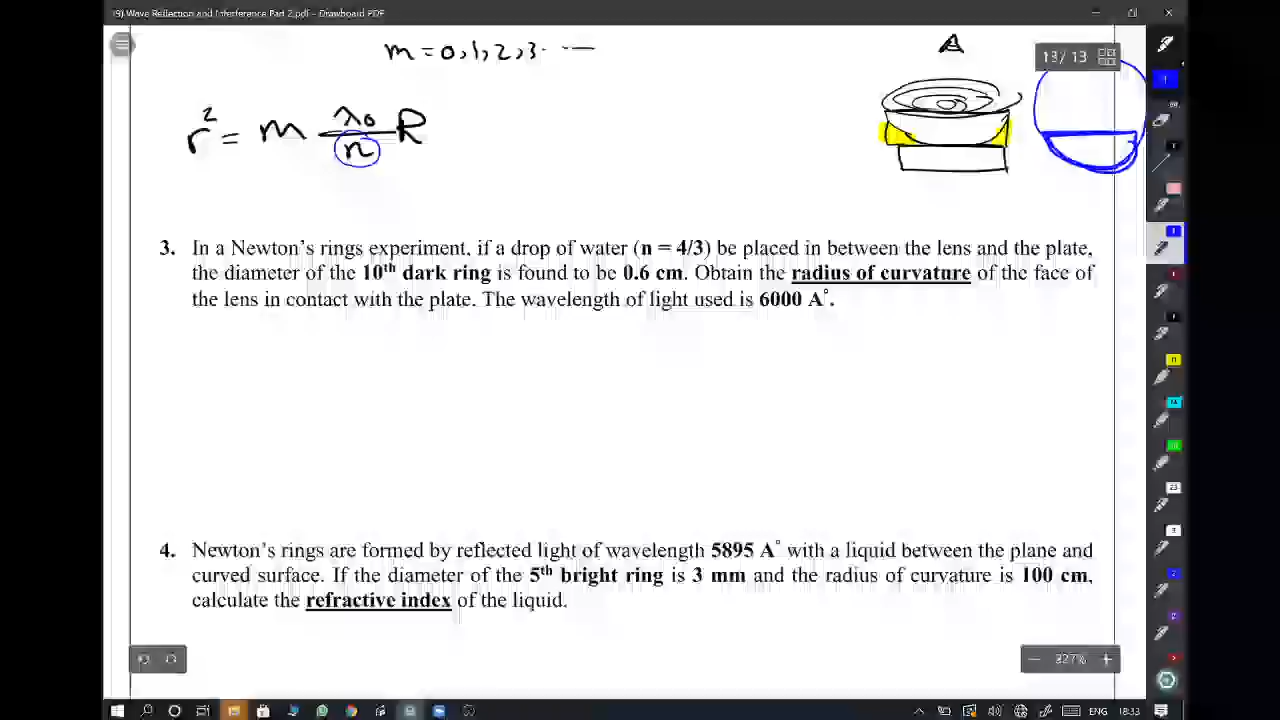 9) Wave Reflection and Interference Part 2.pdf - Drawboard PDF
m = 0, 1, 2, 3 - - -
A
13/ 13
r² = m λ₀/n R
3. In a Newton's rings experiment, if a drop of water (n = 4/3) be placed in between the lens and the plate,
the diameter of the 10th dark ring is found to be 0.6 cm. Obtain the radius of curvature of the face of
the lens in contact with the plate. The wavelength of light used is 6000 A°.
4. Newton's rings are formed by reflected light of wavelength 5895 A° with a liquid between the plane and
curved surface. If the diameter of the 5th bright ring is 3 mm and the radius of curvature is 100 cm,
calculate the refractive index of the liquid.
327%
ENG 18:33